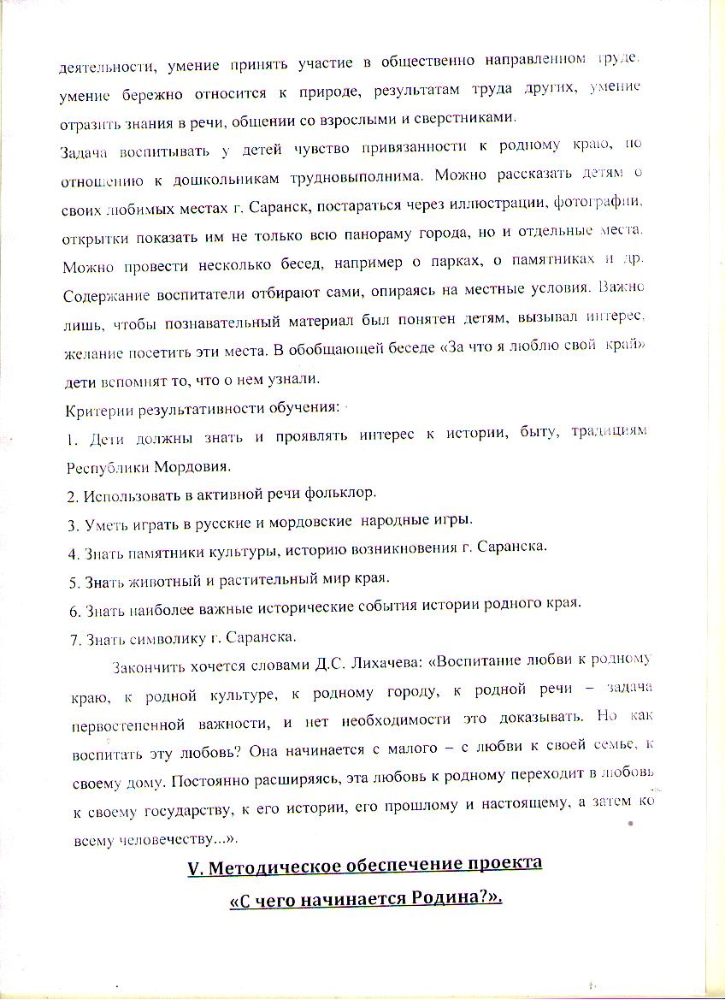 деятельности, умение принять участие в общественно направленном труде,
умение бережно относится к природе, результатам труда других, умение
отразить знания в речи, общении со взрослыми и сверстниками.
Задача воспитывать у детей чувство привязанности к родному краю, по
отношению к дошкольникам трудновыполнима. Можно рассказать детям о
своих любимых местах г. Саранск, постараться через иллюстрации, фотографии,
открытки показать им не только всю панораму города, но и отдельные места.
Можно провести несколько бесед, например о парках, о памятниках и др.
Содержание воспитатели отбирают сами, опираясь на местные условия. Важно
лишь, чтобы познавательный материал был понятен детям, вызывал интерес,
желание посетить эти места. В обобщающей беседе «За что я люблю свой край»
дети вспомнят то, что о нем узнали.
Критерии результативности обучения:
1. Дети должны знать и проявлять интерес к истории, быту, традициям
Республики Мордовия.
2. Использовать в активной речи фольклор.
3. Уметь играть в русские и мордовские народные игры.
4. Знать памятники культуры, историю возникновения г. Саранска.
5. Знать животный и растительный мир края.
6. Знать наиболее важные исторические события истории родного края.
7. Знать символику г. Саранска.
Закончить хочется словами Д.С. Лихачева: «Воспитание любви к родному
краю, к родной культуре, к родному городу, к родной речи – задача
первостепенной важности, и нет необходимости это доказывать. Но как
воспитать эту любовь? Она начинается с малого – с любви к своей семье, к
своему дому. Постоянно расширяясь, эта любовь к родному переходит в любовь
к своему государству, к его истории, его прошлому и настоящему, а затем ко
всему человечеству...».
V. Методическое обеспечение проекта
«С чего начинается Родина?».